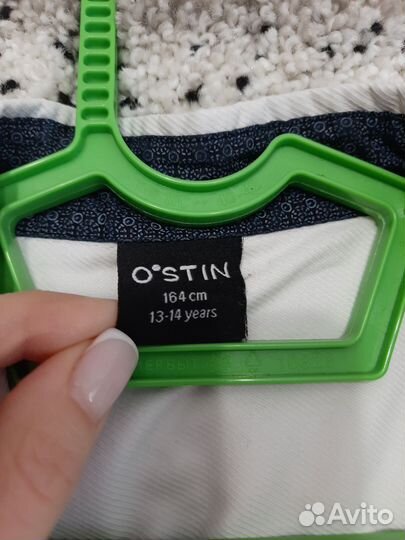 O'STIN
164 cm
13-14 years
Avito